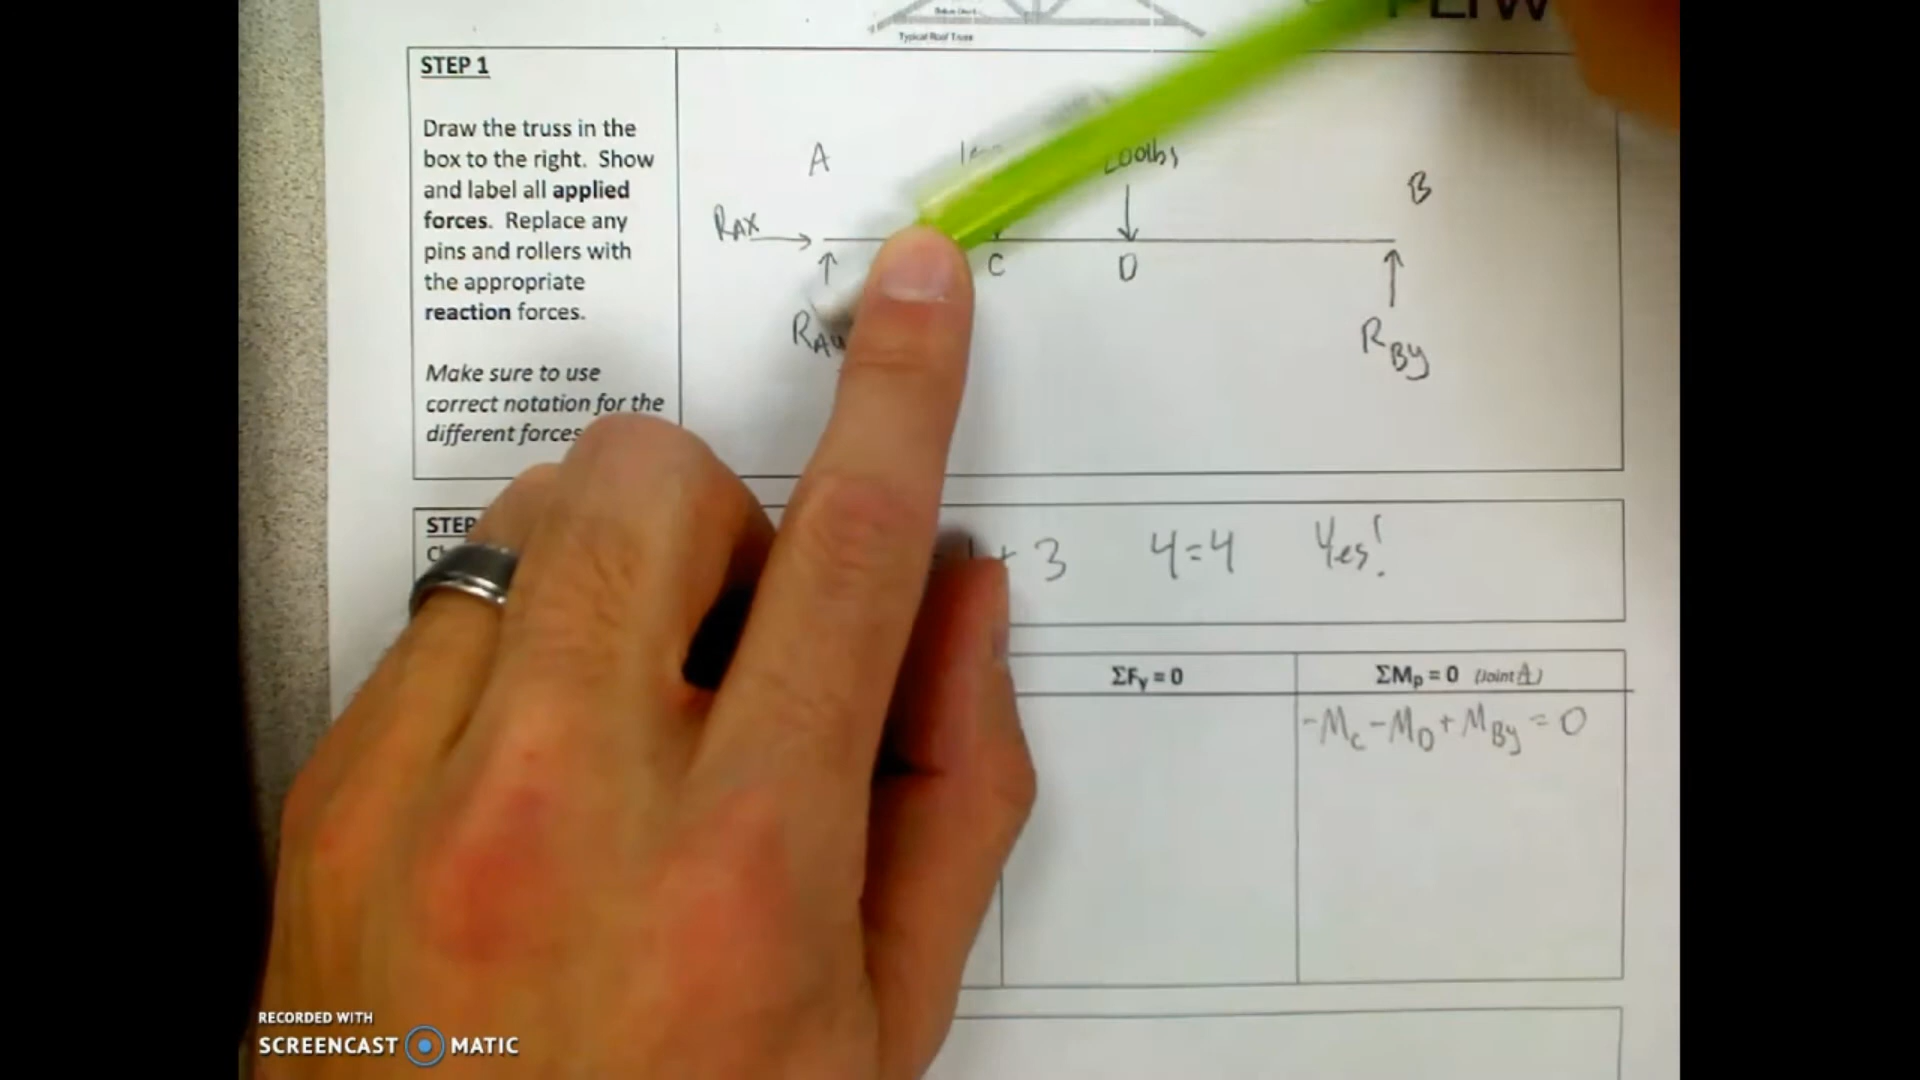 PLTW
Typical Roof Truss
STEP 1
Draw the truss in the
box to the right. Show
and label all applied
forces. Replace any
pins and rollers with
the appropriate
reaction forces.
Make sure to use
correct notation for the
different forces
A
200lbs
B
RAX
C
D
RAy
RBy
STEP
+ 3 4=4 Yes!
ΣFy = 0
ΣMp = 0 (Joint A)
-Mc -MD + MBy = 0
RECORDED WITH
SCREENCAST MATIC